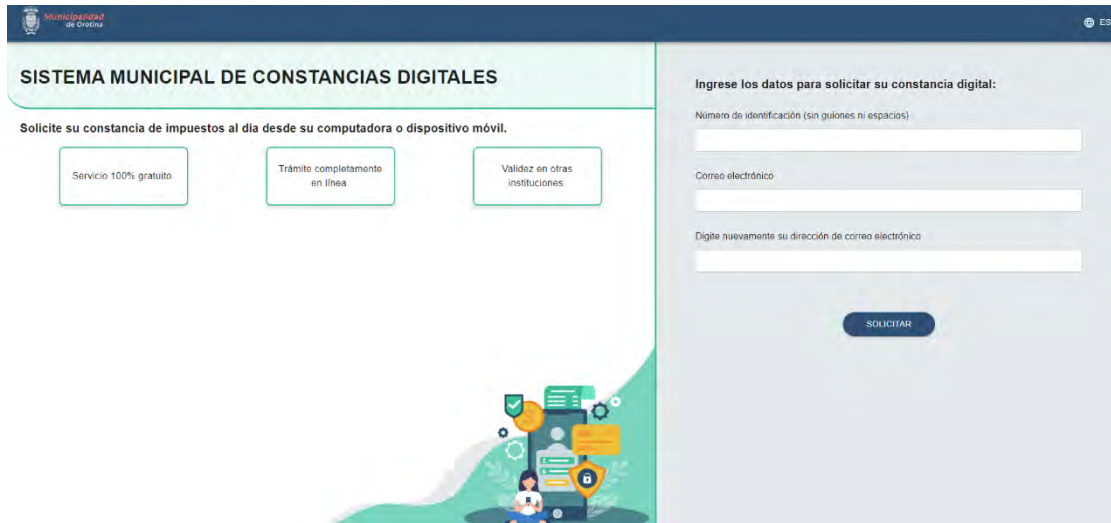 Municipalidad
de Orotina
ES
SISTEMA MUNICIPAL DE CONSTANCIAS DIGITALES
Solicite su constancia de impuestos al día desde su computadora o dispositivo móvil.
Servicio 100% gratuito
Trámite completamente
en línea
Validez en otras
instituciones
Ingrese los datos para solicitar su constancia digital:
Número de identificación (sin guiones ni espacios)
Correo electrónico
Digite nuevamente su dirección de correo electrónico
SOLICITAR